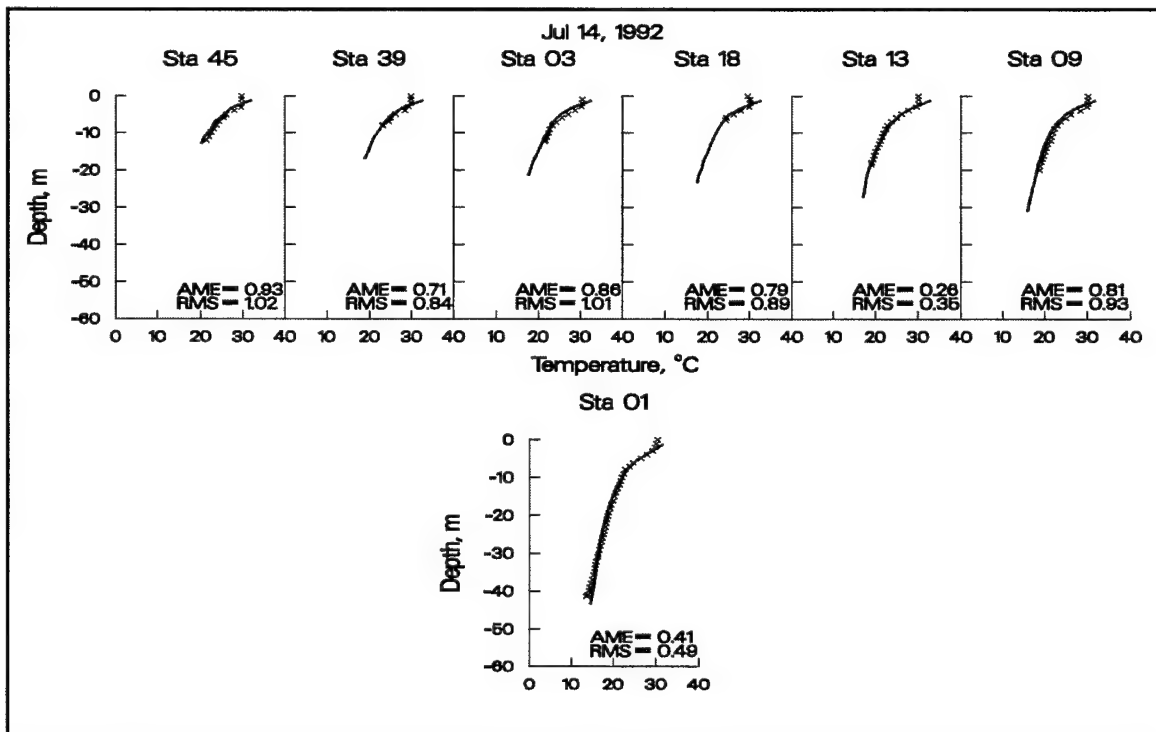 Jul 14, 1992
Sta 45 Sta 39 Sta 03 Sta 18 Sta 13 Sta 09
0
-10
-20
-30
-40
-50
-60
Depth, m
AME= 0.93 AME= 0.71 AME= 0.86 AME= 0.79 AME= 0.26 AME= 0.81
RMS= 1.02 RMS= 0.84 RMS= 1.01 RMS= 0.89 RMS= 0.35 RMS= 0.93
0 10 20 30 40 10 20 30 40 10 20 30 40 10 20 30 40 10 20 30 40 10 20 30 40
Temperature, °C
Sta 01
0
-10
-20
-30
-40
-50
-60
Depth, m
AME= 0.41
RMS= 0.49
0 10 20 30 40